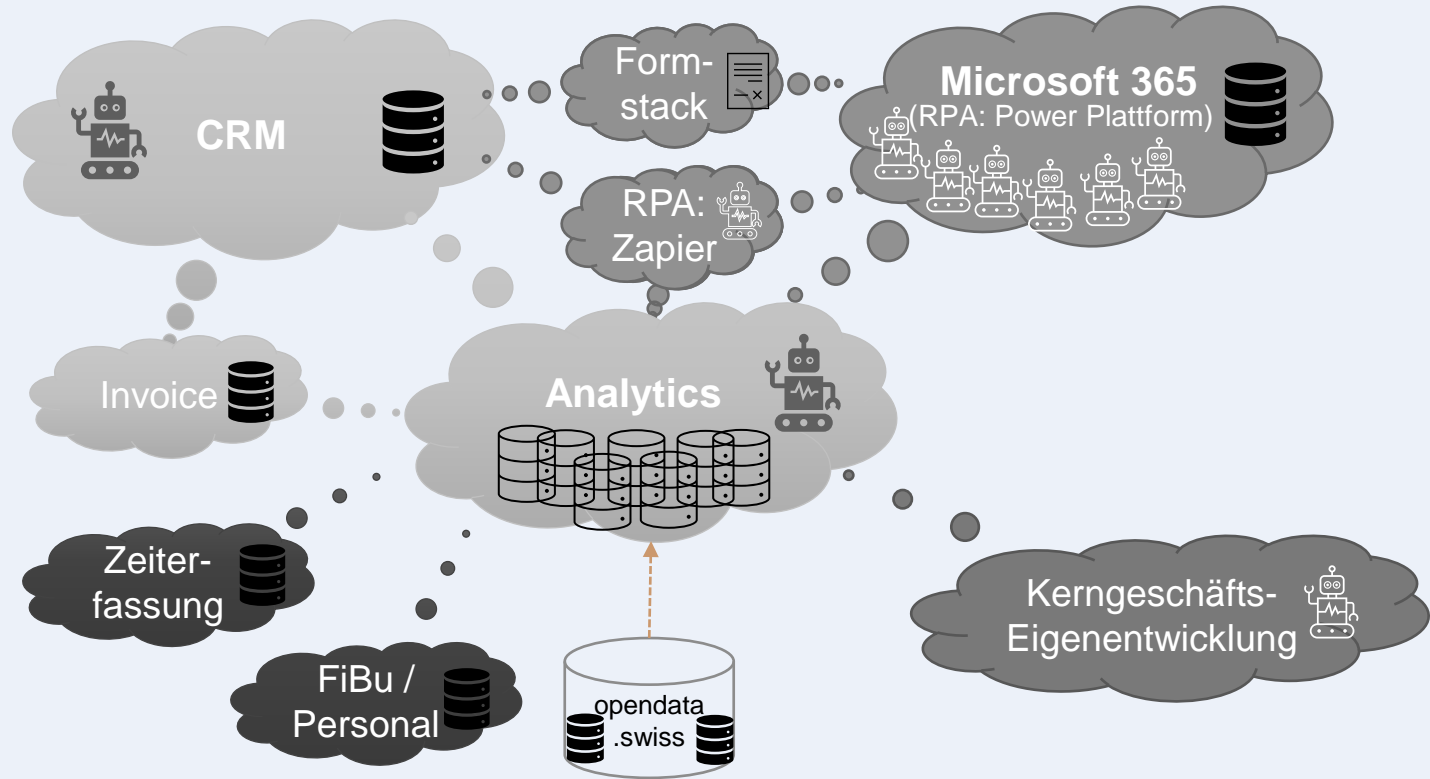 CRM
Form-
stack
Microsoft 365
(RPA: Power Plattform)
RPA:
Zapier
Invoice
Analytics
Zeiter-
fassung
FiBu /
Personal
opendata
.swiss
Kerngeschäfts-
Eigenentwicklung